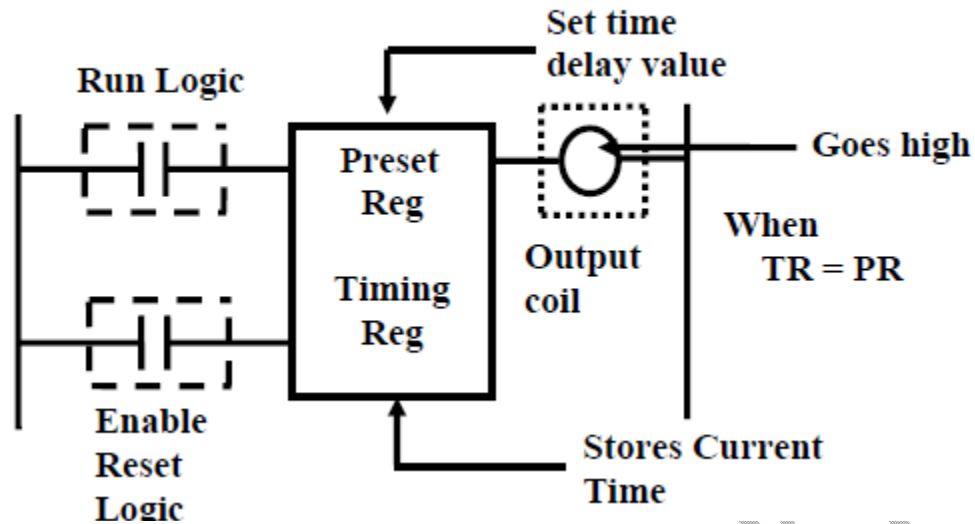 Set time
delay value
Run Logic
Goes high
Preset
Reg
When
TR = PR
Output
coil
Timing
Reg
Enable
Reset
Logic
Stores Current
Time